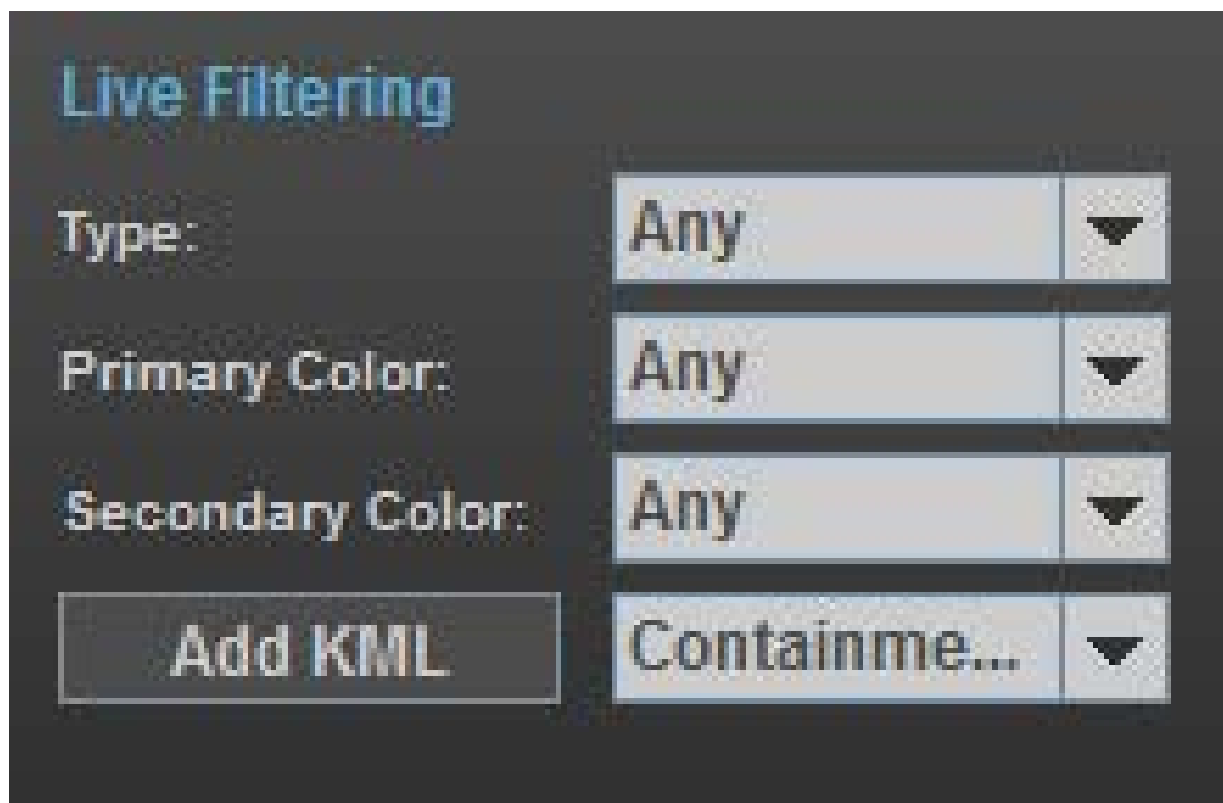 Live Filtering
Type: Any
Primary Color: Any
Secondary Color: Any
Add KML Containme...